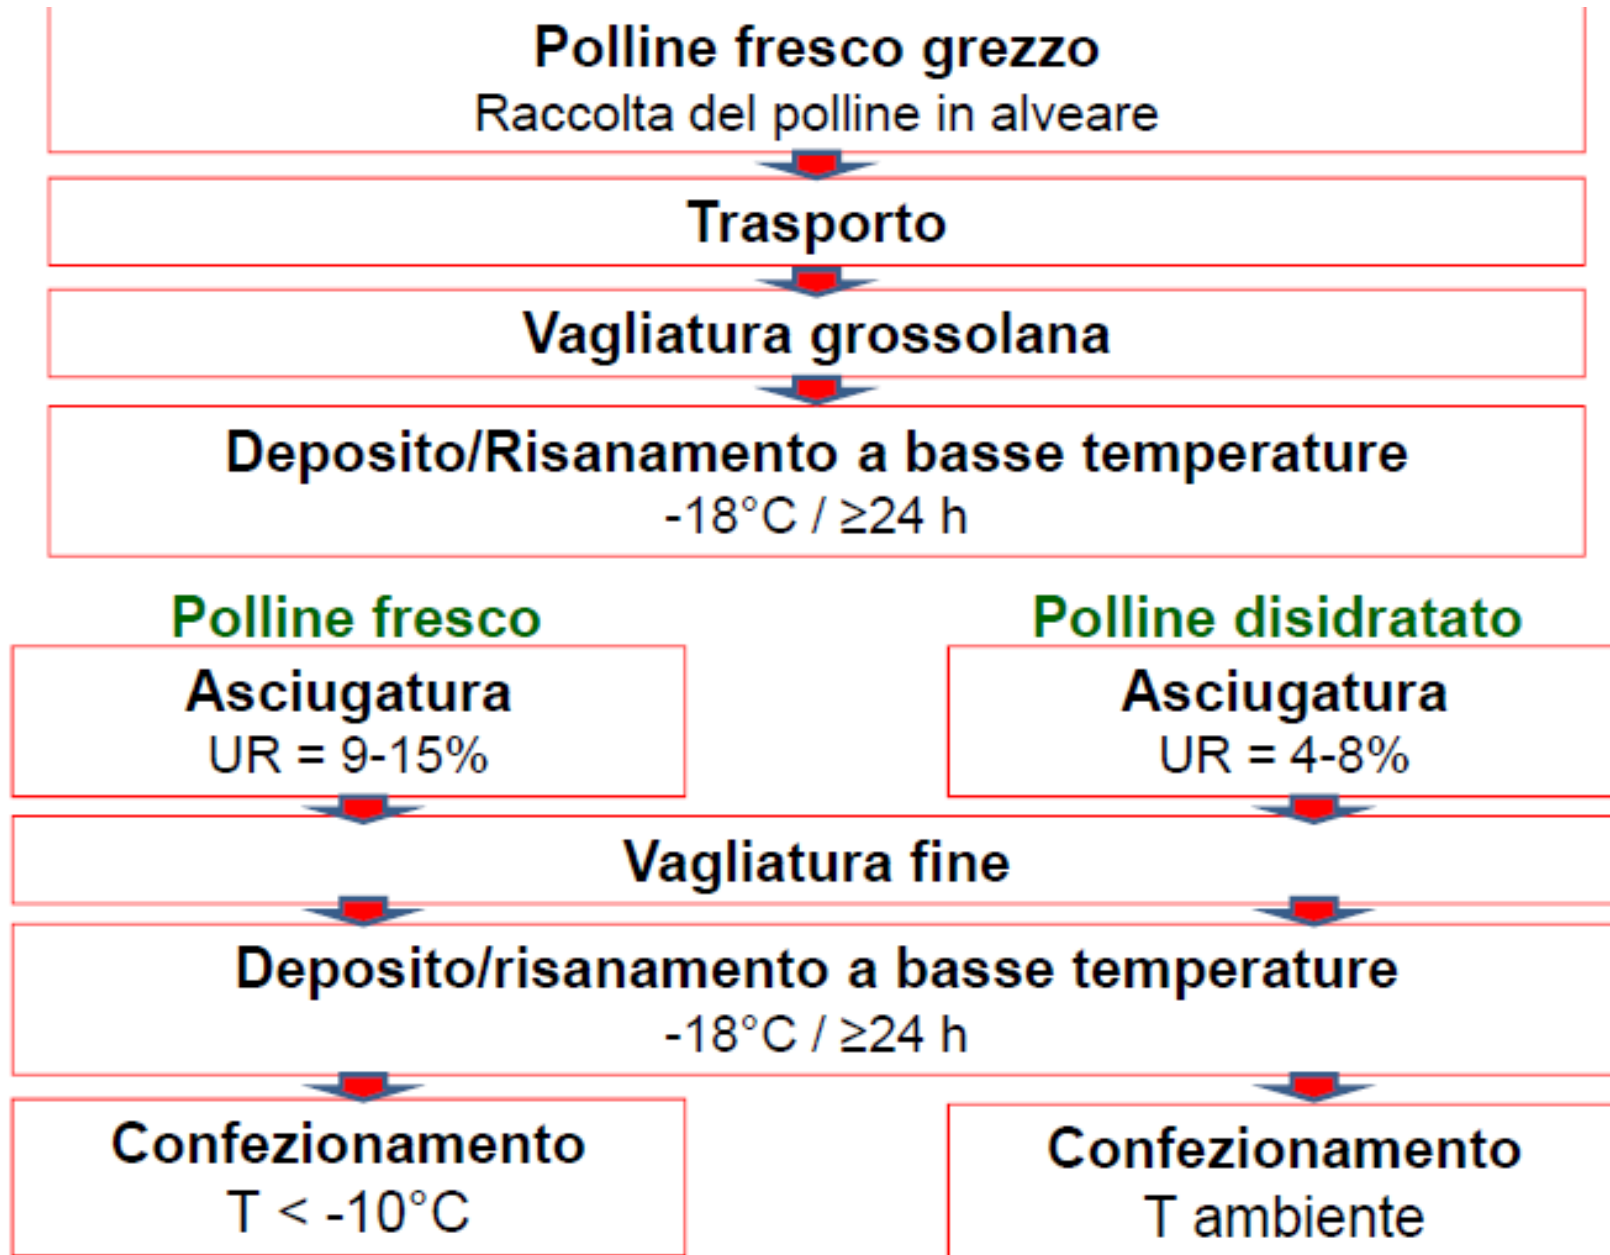 Polline fresco grezzo
Raccolta del polline in alveare
Trasporto
Vagliatura grossolana
Deposito/Risanamento a basse temperature
-18°C / ≥24 h
Polline fresco
Polline disidratato
Asciugatura
UR = 9-15%
Asciugatura
UR = 4-8%
Vagliatura fine
Deposito/risanamento a basse temperature
-18°C / ≥24 h
Confezionamento
T < -10°C
Confezionamento
T ambiente